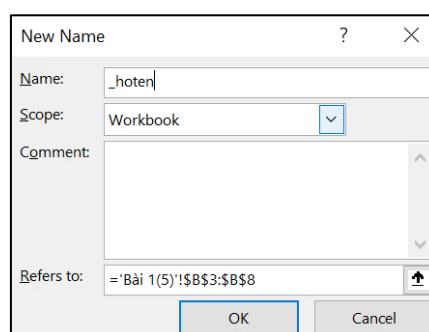 New Name ? ×
Name: _hoten
Scope: Workbook
Comment:
Refers to: ='Bài 1(5)'!$B$3:$B$8
OK Cancel